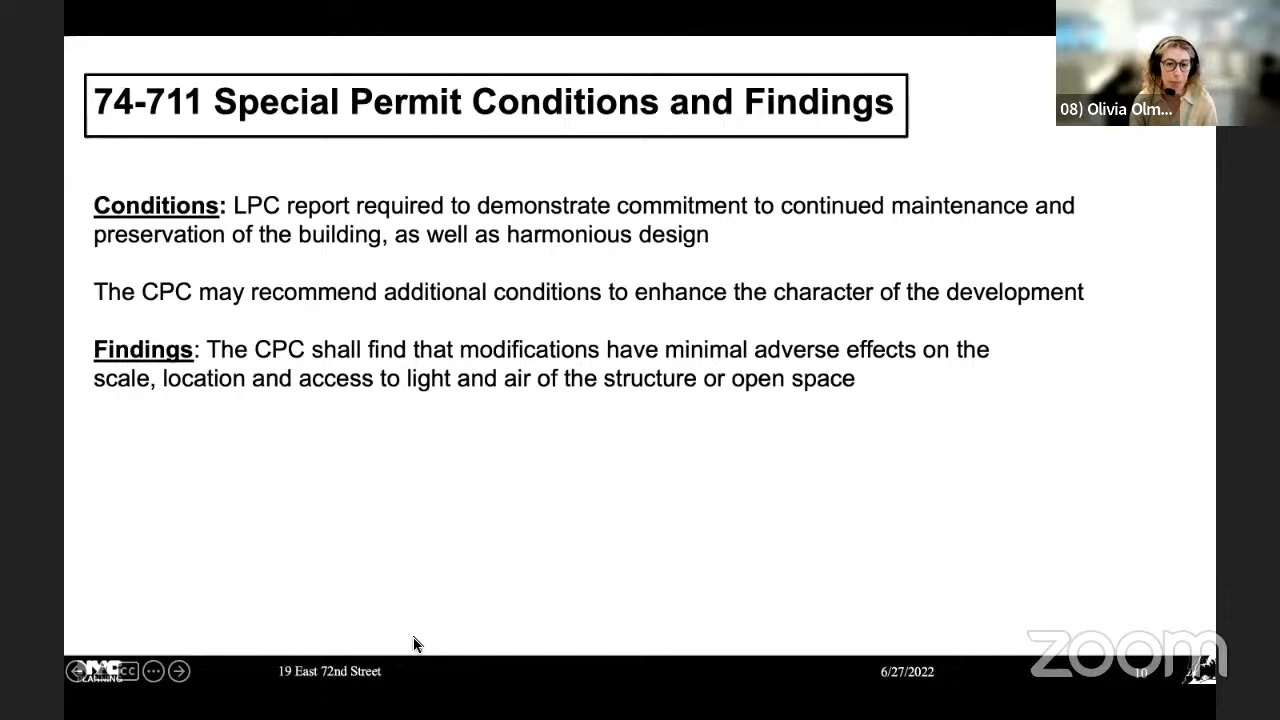 74-711 Special Permit Conditions and Findings
08) Olivia Olm...
Conditions: LPC report required to demonstrate commitment to continued maintenance and
preservation of the building, as well as harmonious design
The CPC may recommend additional conditions to enhance the character of the development
Findings: The CPC shall find that modifications have minimal adverse effects on the
scale, location and access to light and air of the structure or open space
zoom
NYC
PLANNING
CC
19 East 72nd Street
6/27/2022
10